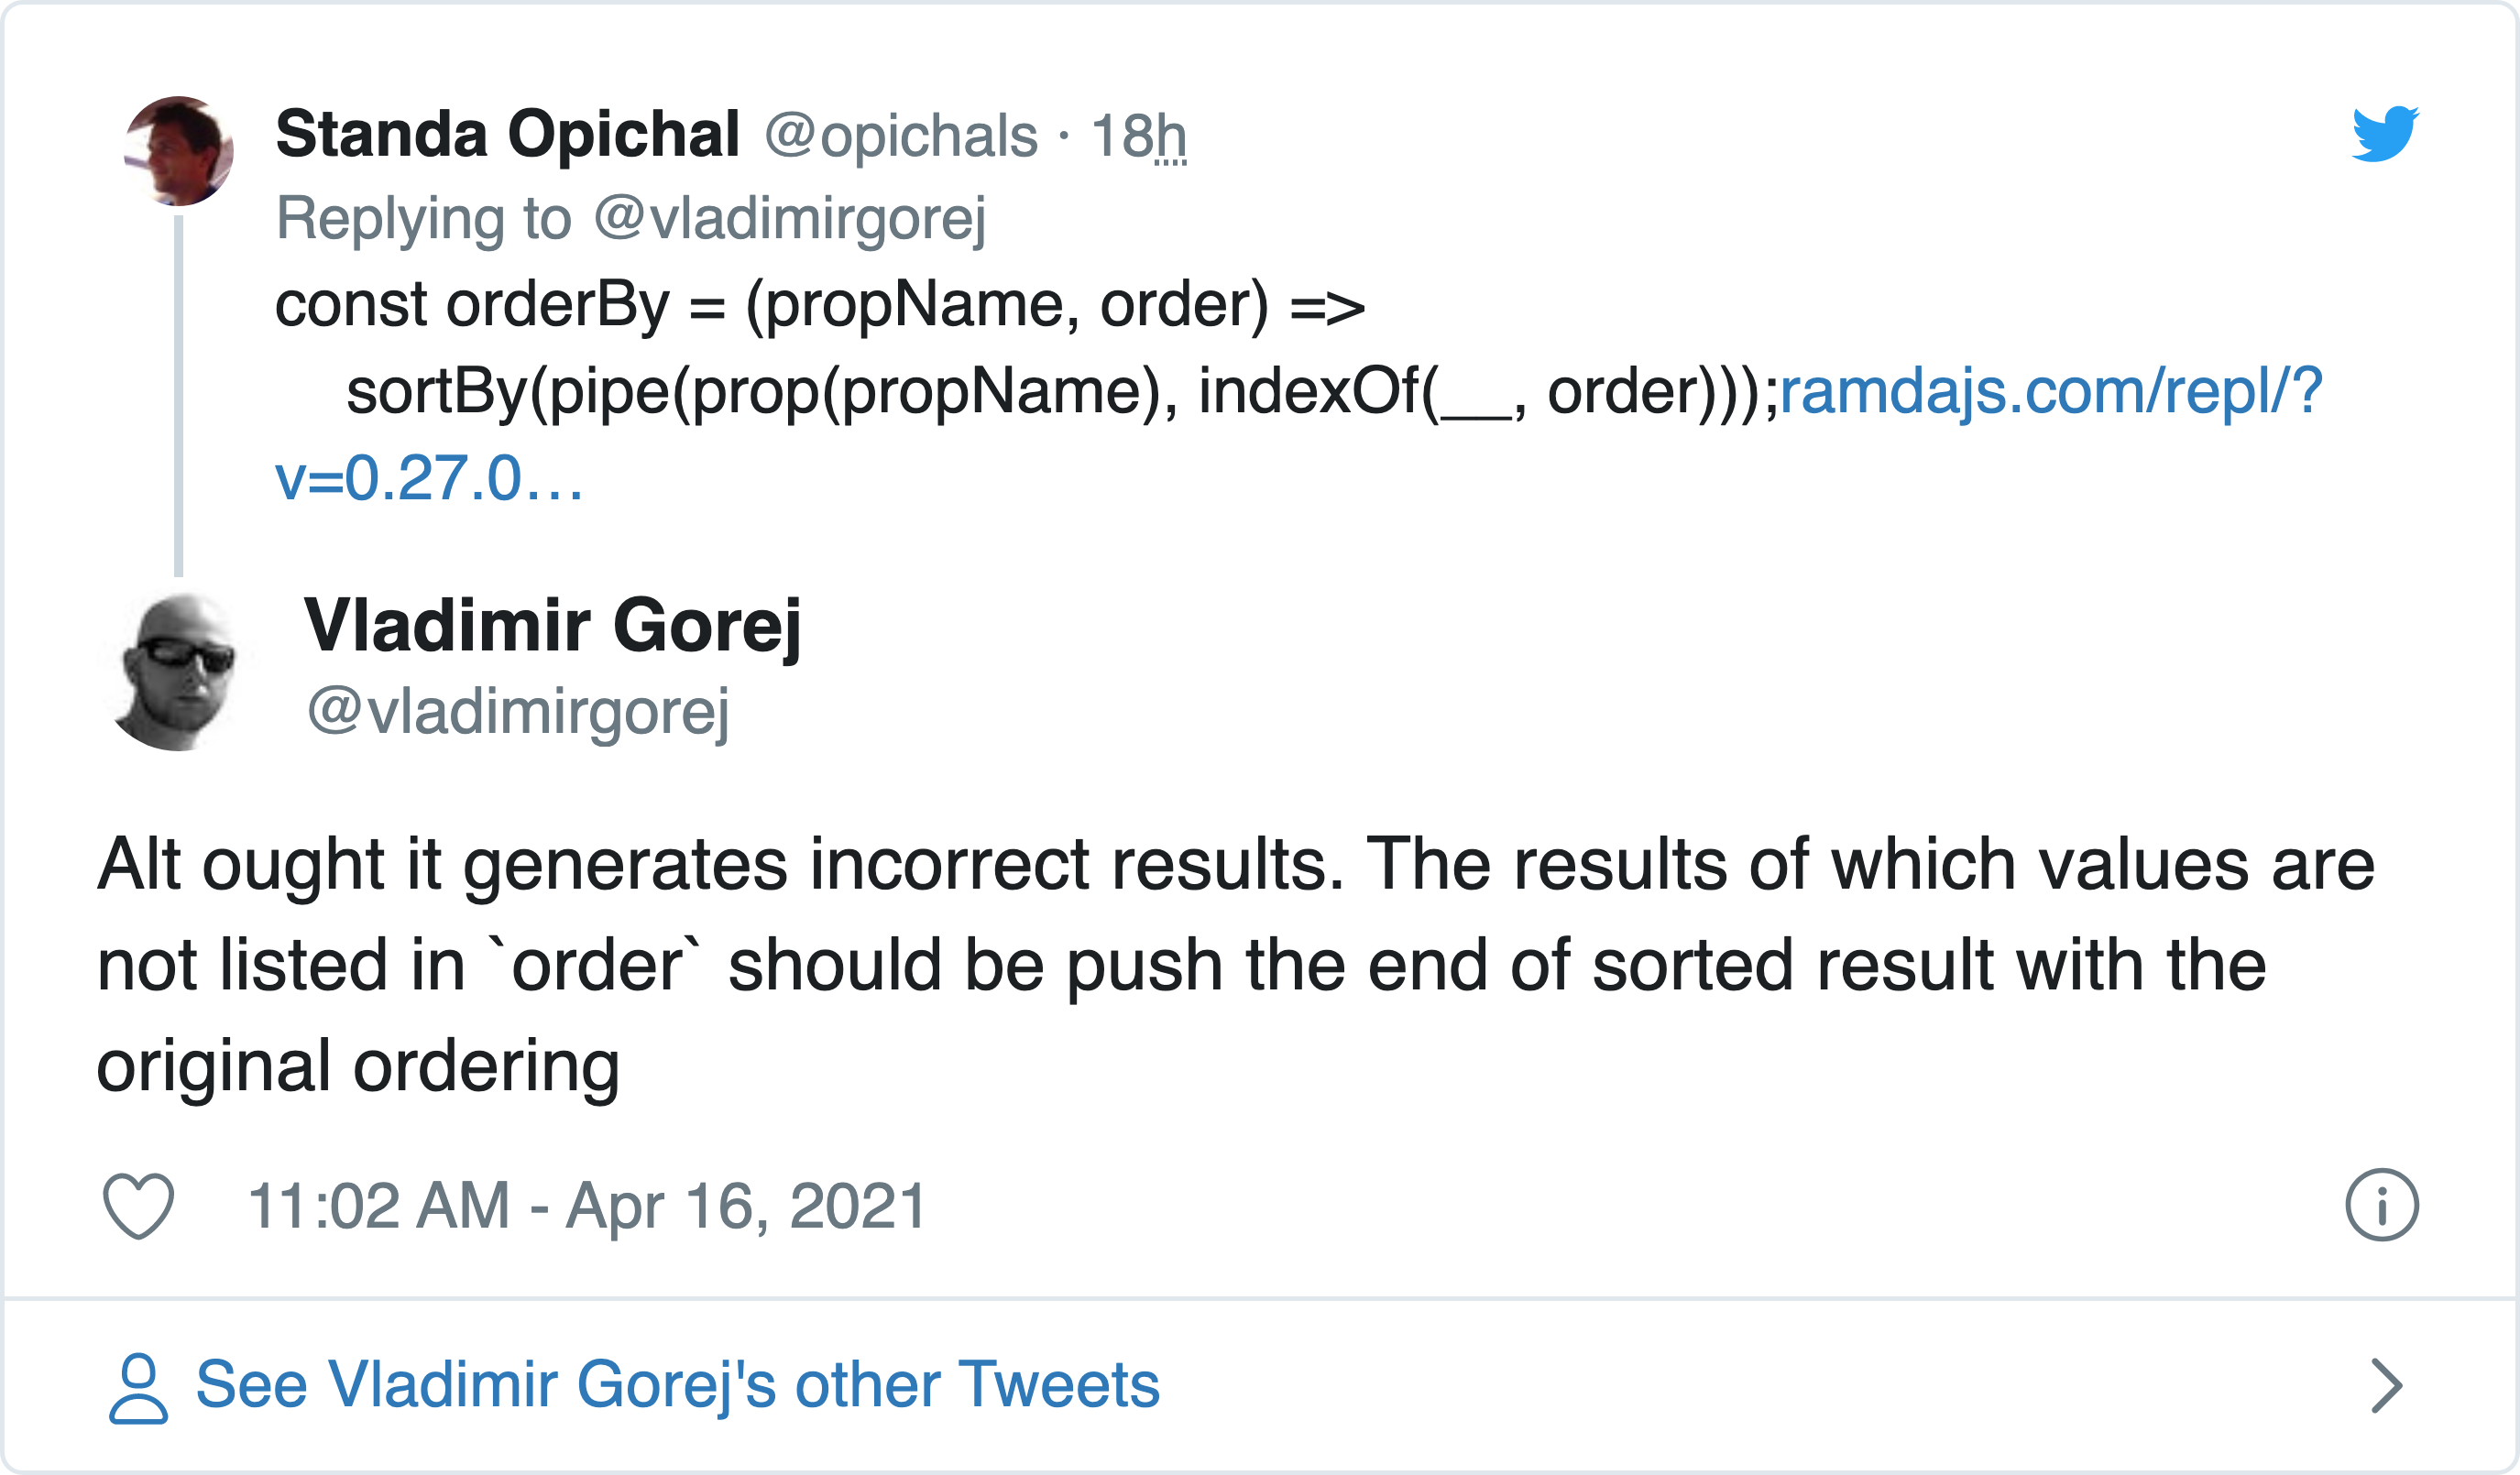 Standa Opichal @opichals · 18h
Replying to @vladimirgorej
const orderBy = (propName, order) =>
sortBy(pipe(prop(propName), indexOf(__, order)));ramdajs.com/repl/?
v=0.27.0…
Vladimir Gorej
@vladimirgorej
Alt ought it generates incorrect results. The results of which values are
not listed in `order` should be push the end of sorted result with the
original ordering
11:02 AM - Apr 16, 2021
See Vladimir Gorej's other Tweets